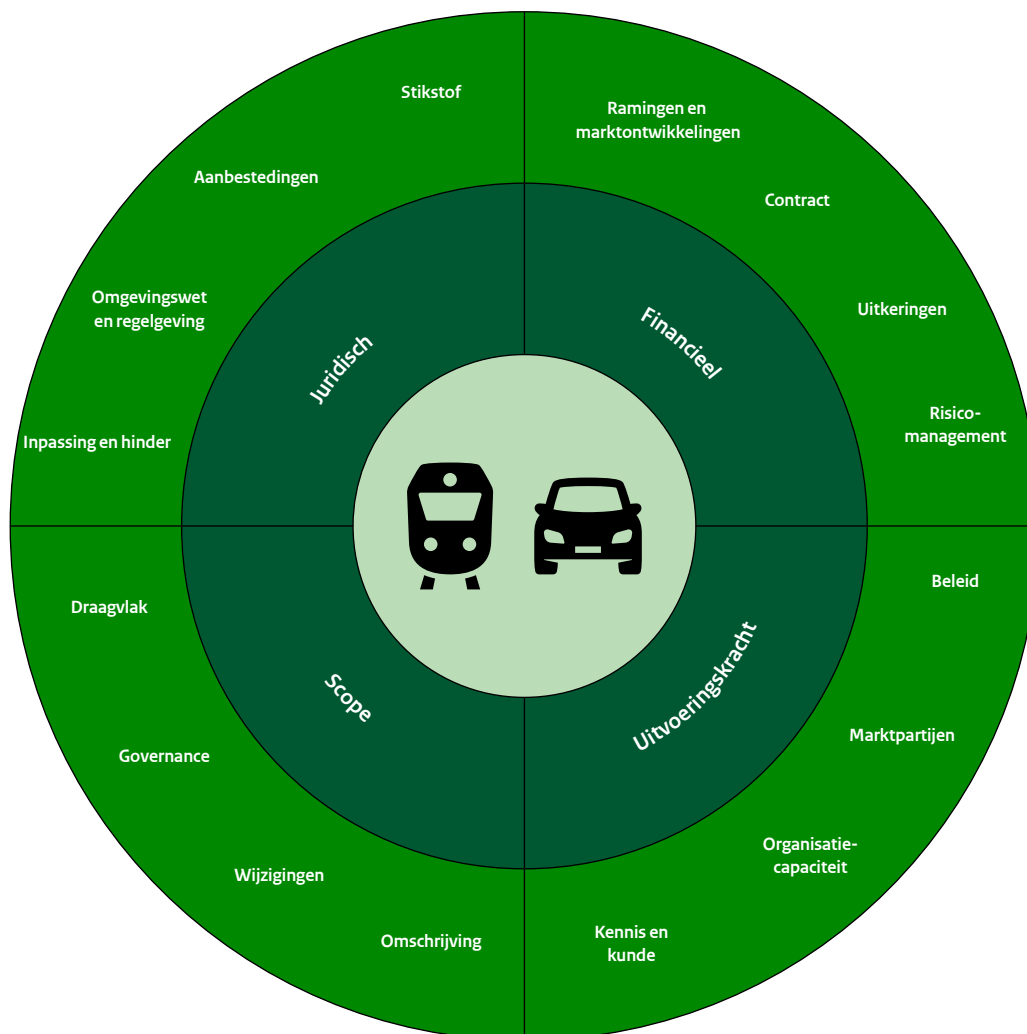 Stikstof
Ramingen en
marktontwikkelingen
Aanbestedingen
Contract
Omgevingswet
en regelgeving
Uitkeringen
Juridisch
Financieel
Inpassing en hinder
Risico-
management
Draagvlak
Beleid
Scope
Uitvoeringskracht
Governance
Marktpartijen
Wijzigingen
Organisatie-
capaciteit
Omschrijving
Kennis en
kunde